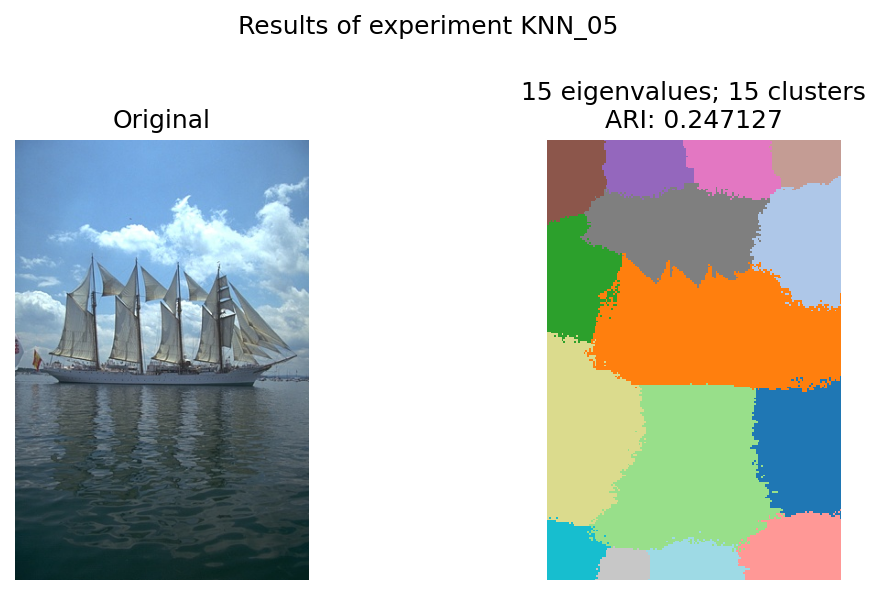 Results of experiment KNN_05
Original
15 eigenvalues; 15 clusters
ARI: 0.247127